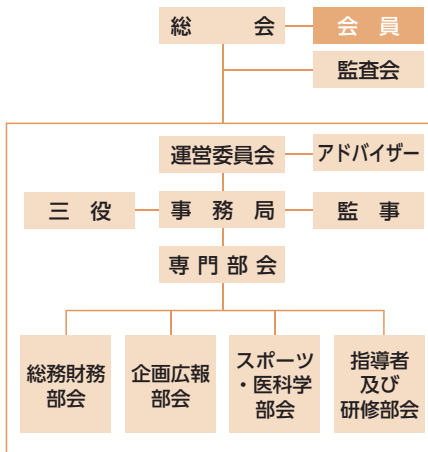 総会
会員
監査会
運営委員会
アドバイザー
三役
事務局
監事
専門部会
総務財務
部会
企画広報
部会
スポーツ
・医科学
部会
指導者
及び
研修部会